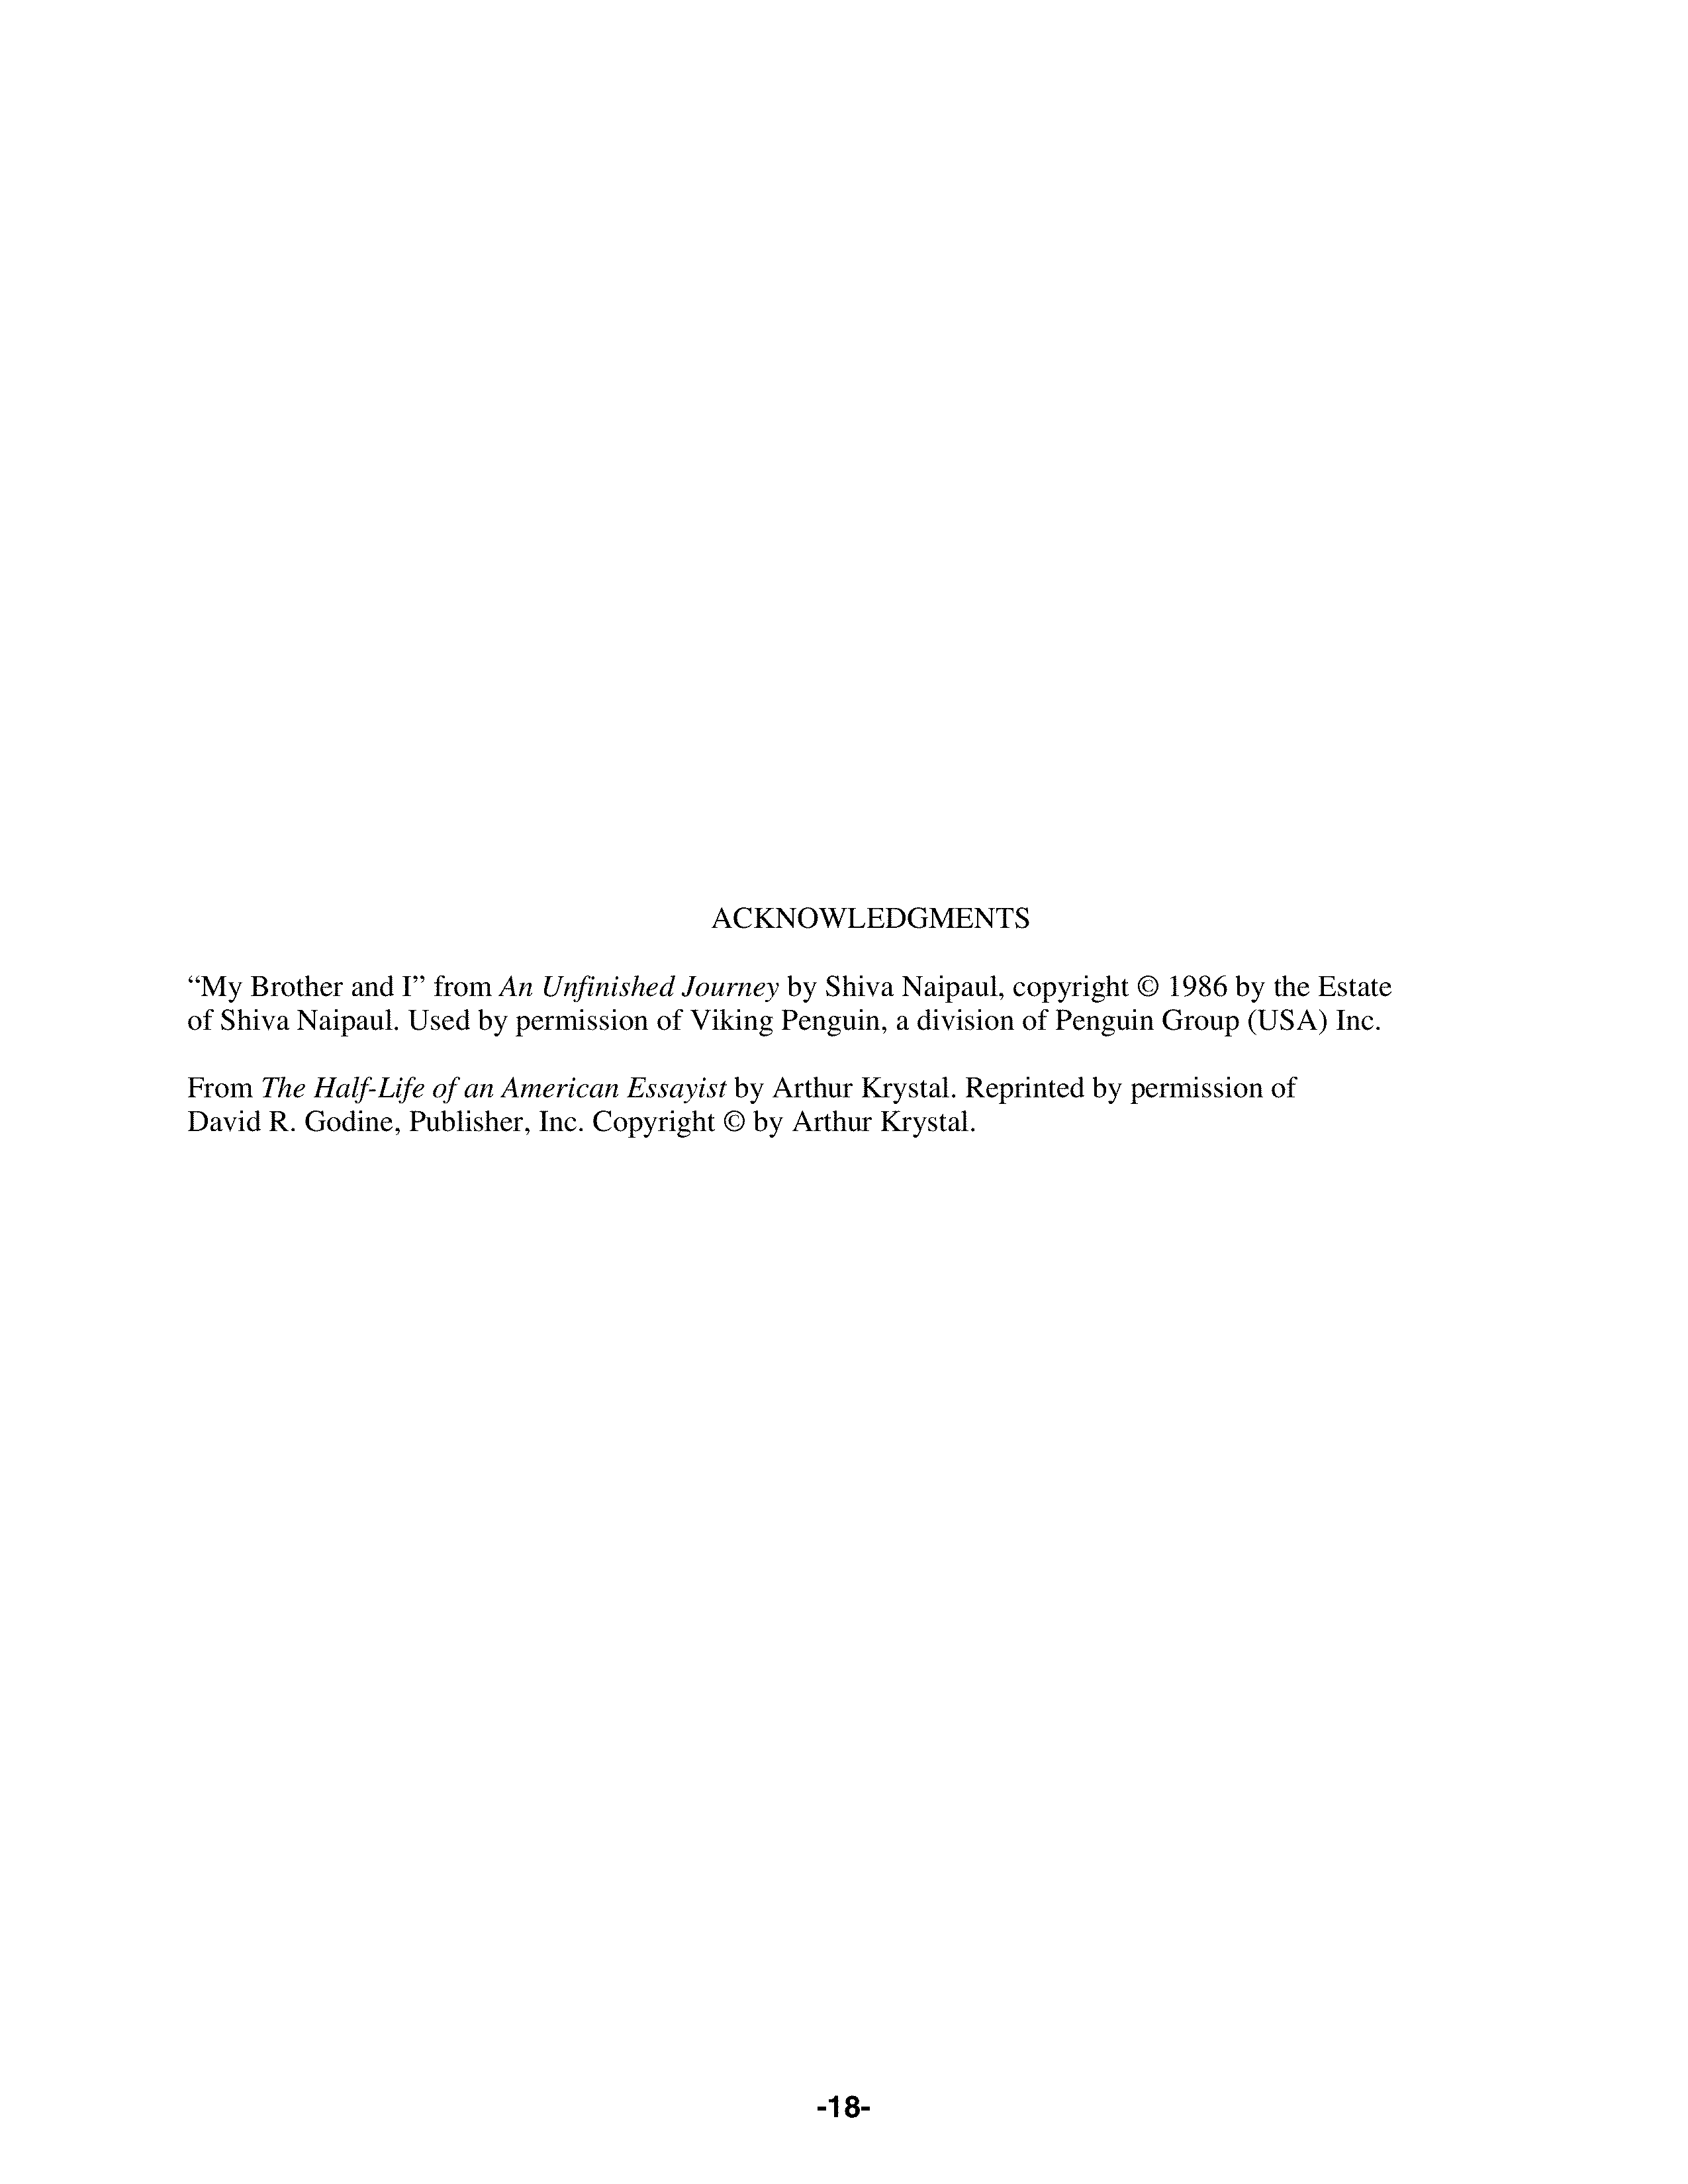 ACKNOWLEDGMENTS
“My Brother and I” from An Unfinished Journey by Shiva Naipaul, copyright © 1986 by the Estate
of Shiva Naipaul. Used by permission of Viking Penguin, a division of Penguin Group (USA) Inc.
From The Half-Life of an American Essayist by Arthur Krystal. Reprinted by permission of
David R. Godine, Publisher, Inc. Copyright © by Arthur Krystal.
-18-